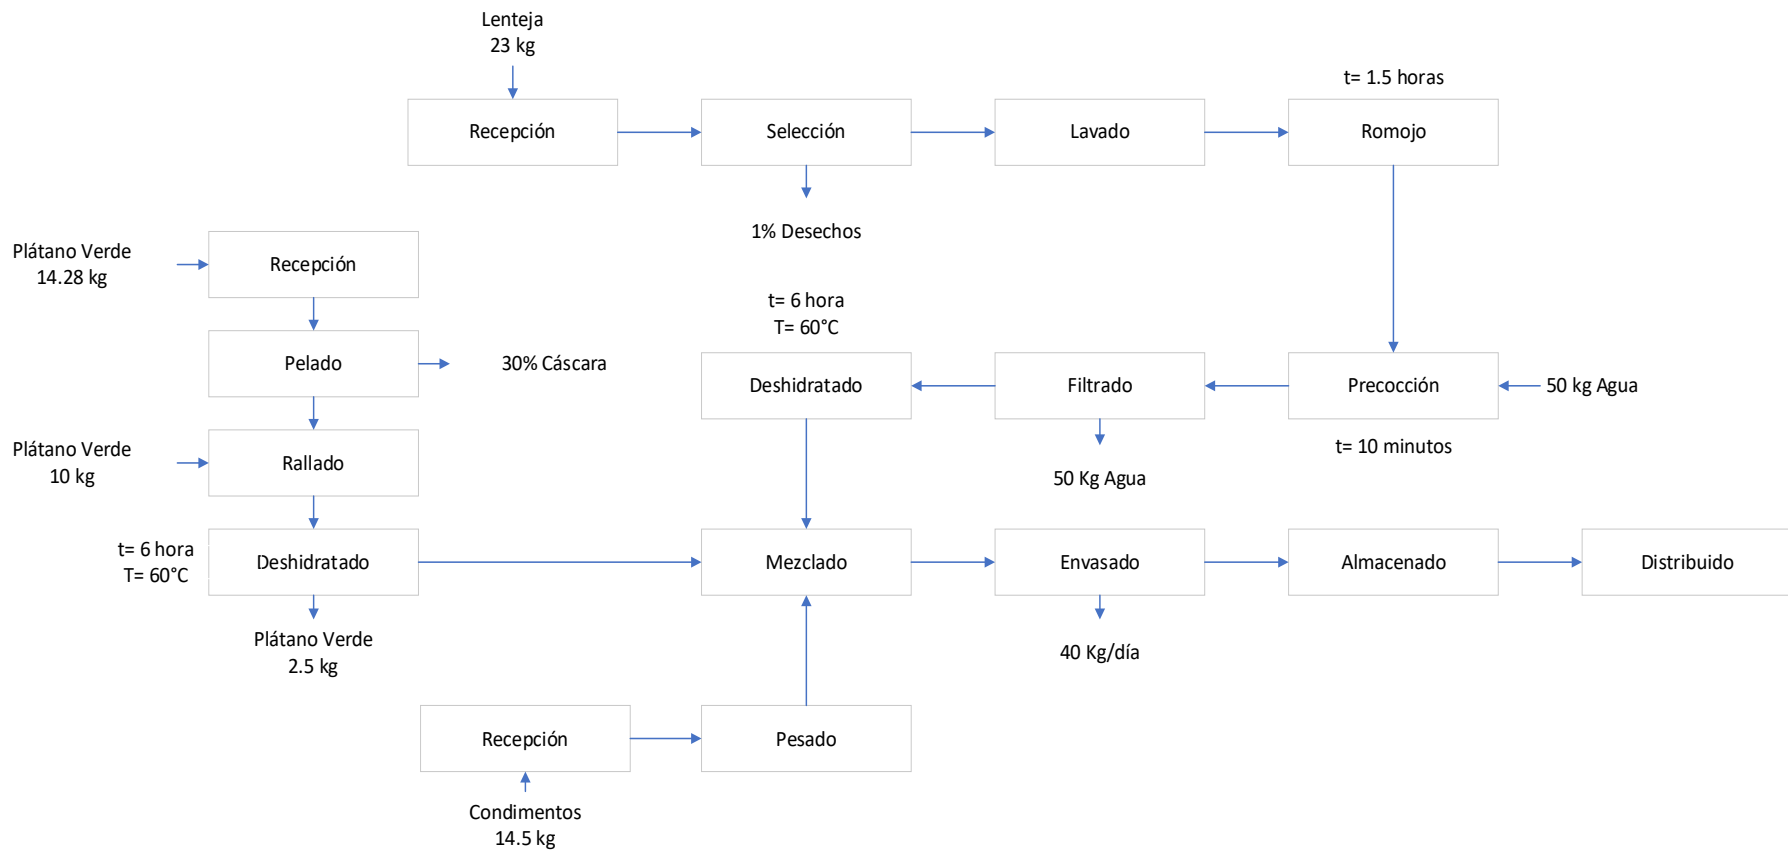 Lenteja
23 kg
t= 1.5 horas
Recepción
Selección
Lavado
Romojo
1% Desechos
Plátano Verde
14.28 kg
Recepción
t= 6 hora
T= 60°C
Pelado
30% Cáscara
Deshidratado
Filtrado
Precocción
50 kg Agua
t= 10 minutos
Plátano Verde
10 kg
Rallado
50 Kg Agua
t= 6 hora
T= 60°C
Deshidratado
Mezclado
Envasado
Almacenado
Distribuido
Plátano Verde
2.5 kg
40 Kg/día
Recepción
Pesado
Condimentos
14.5 kg